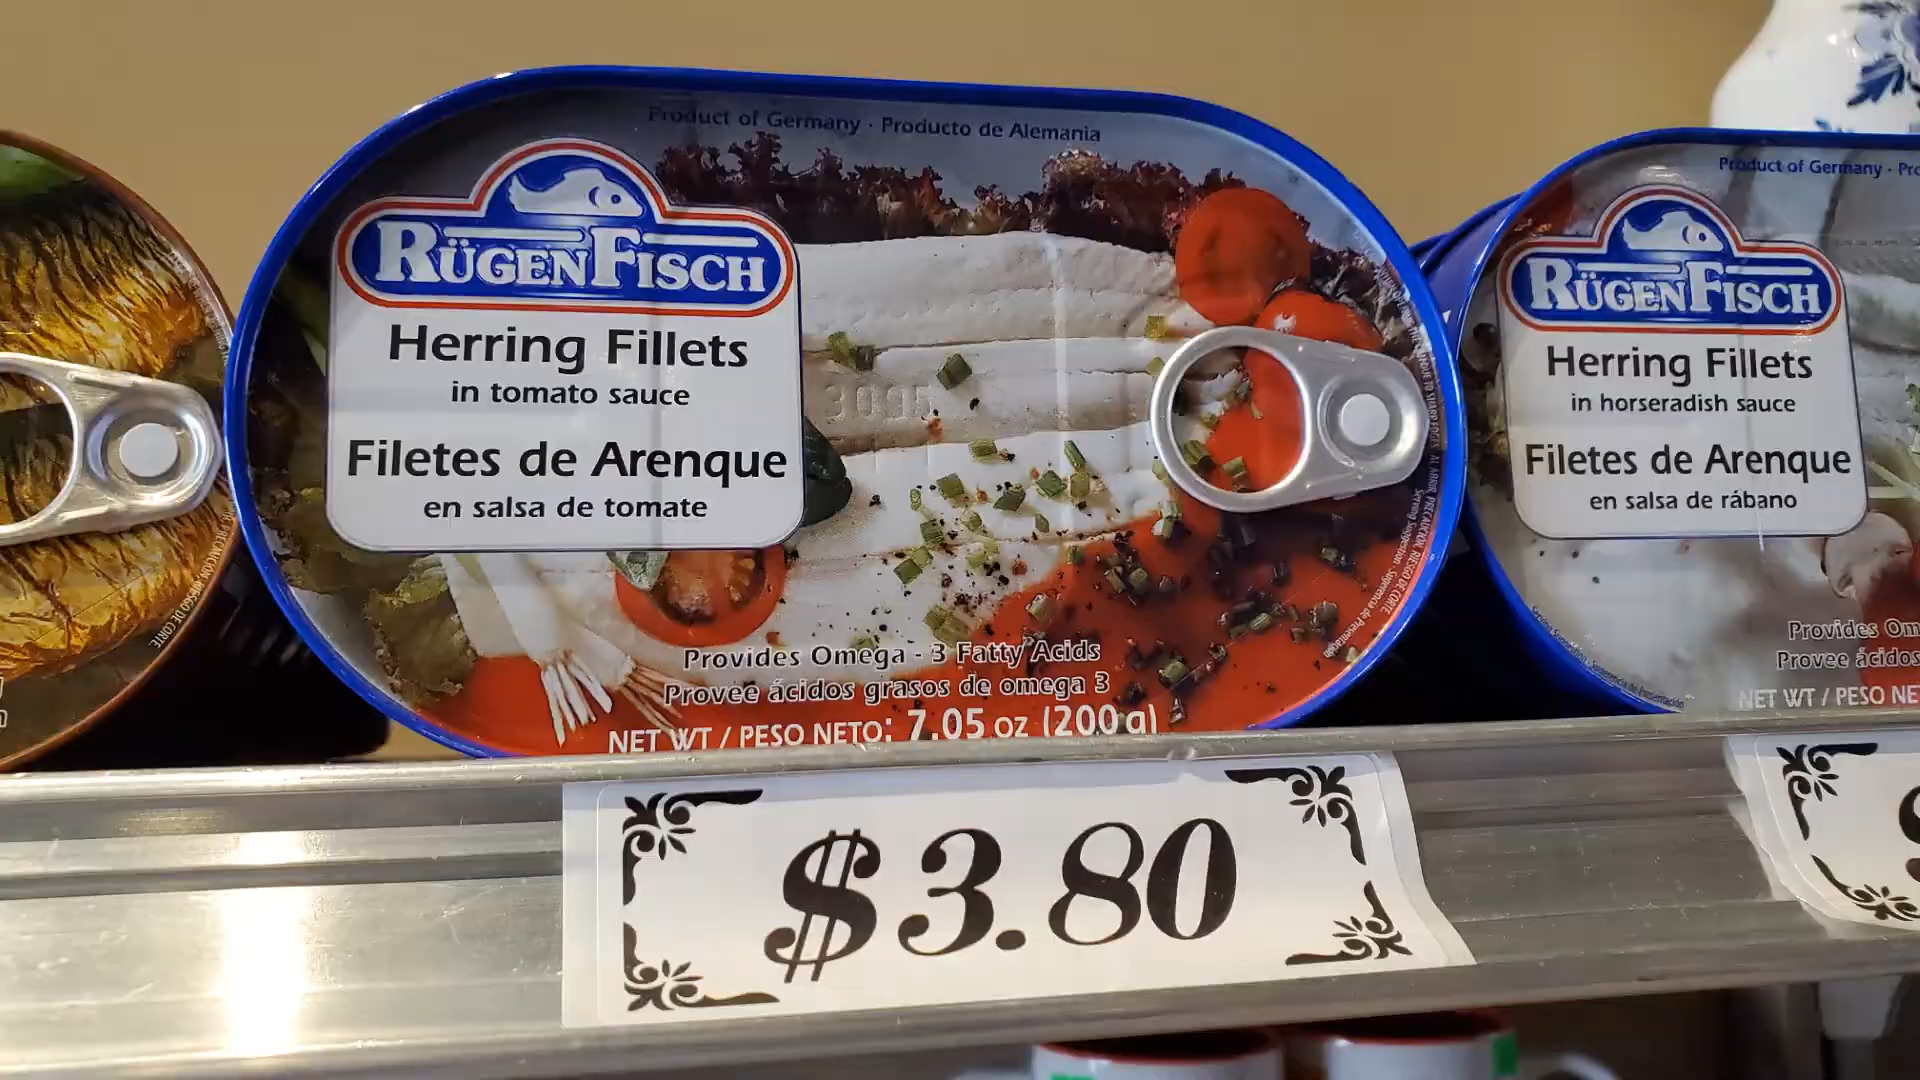 Product of Germany · Producto de Alemania
RÜGENFISCH
Herring Fillets
in tomato sauce
Filetes de Arenque
en salsa de tomate
Provides Omega - 3 Fatty Acids
Provee ácidos grasos de omega 3
NET WT / PESO NETO: 7.05 oz (200 g)
$3.80
Product of Germany ·
RÜGENFISCH
Herring Fillets
in horseradish sauce
Filetes de Arenque
en salsa de rábano
Provides
Provee ácidos
NET WT / PESO